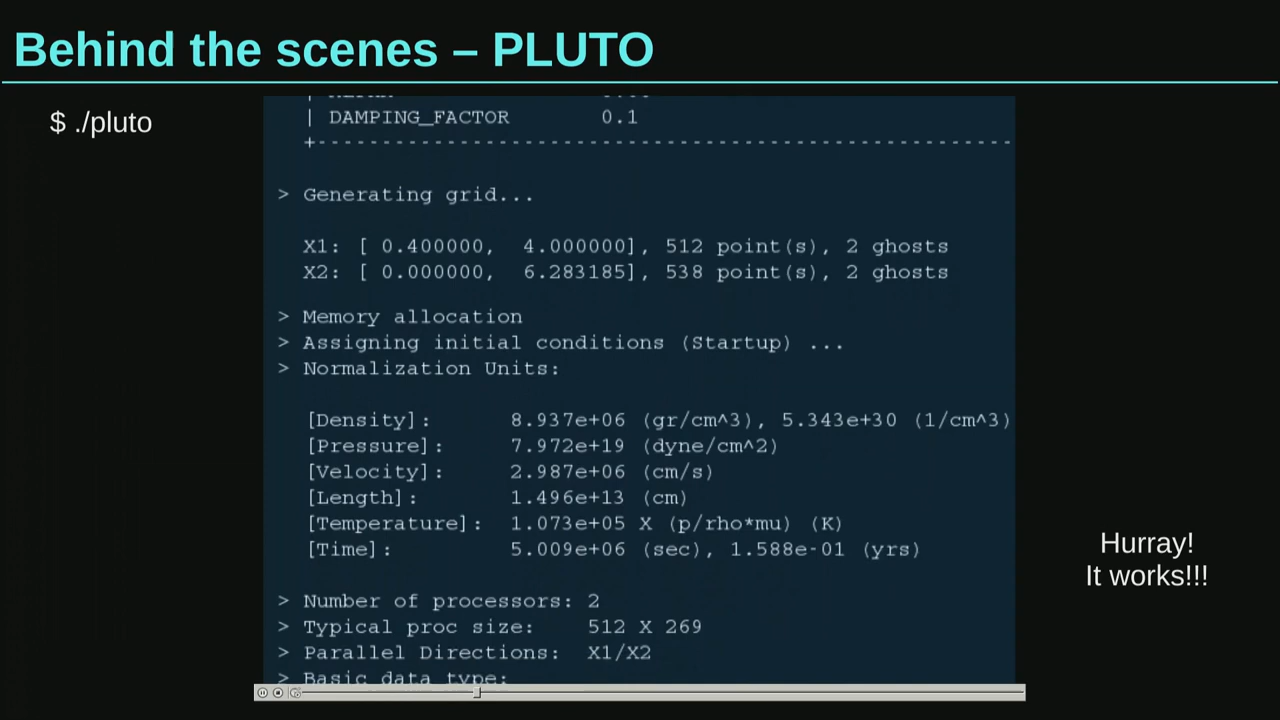 Behind the scenes – PLUTO
$ ./pluto
| DAMPING_FACTOR 0.1
+------------------------------------------------------
> Generating grid...
X1: [ 0.400000, 4.000000], 512 point(s), 2 ghosts
X2: [ 0.000000, 6.283185], 538 point(s), 2 ghosts
> Memory allocation
> Assigning initial conditions (Startup) ...
> Normalization Units:
[Density]: 8.937e+06 (gr/cm^3), 5.343e+30 (1/cm^3)
[Pressure]: 7.972e+19 (dyne/cm^2)
[Velocity]: 2.987e+06 (cm/s)
[Length]: 1.496e+13 (cm)
[Temperature]: 1.073e+05 X (p/rho*mu) (K)
[Time]: 5.009e+06 (sec), 1.588e-01 (yrs)
> Number of processors: 2
> Typical proc size: 512 X 269
> Parallel Directions: X1/X2
> Basic data type:
Hurray!
It works!!!